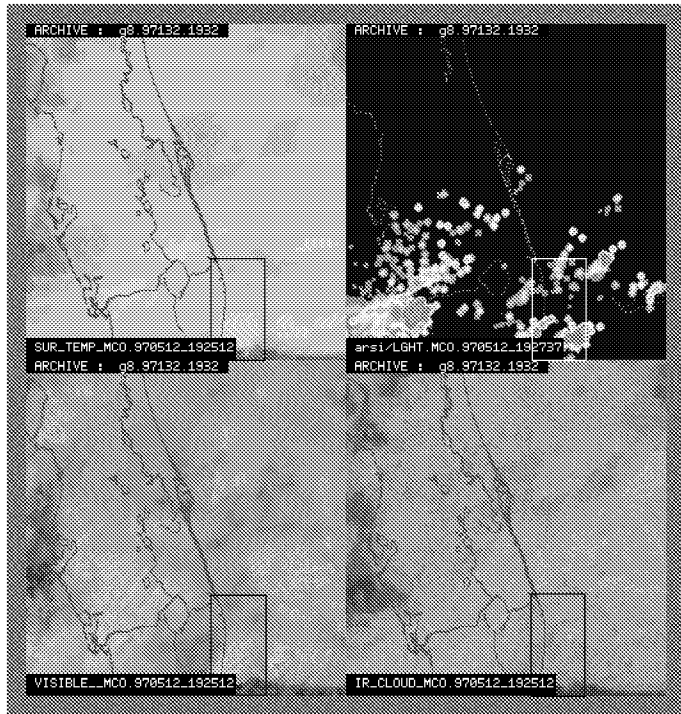 ARCHIVE : g8.97132.1932
ARCHIVE : g8.97132.1932
SUR_TEMP_MCO.970512_192512
arsi/LGHT.MCO.970512_192737
ARCHIVE : g8.97132.1932
ARCHIVE : g8.97132.1932
VISIBLE__MCO.970512_192512
IR_CLOUD_MCO.970512_192512